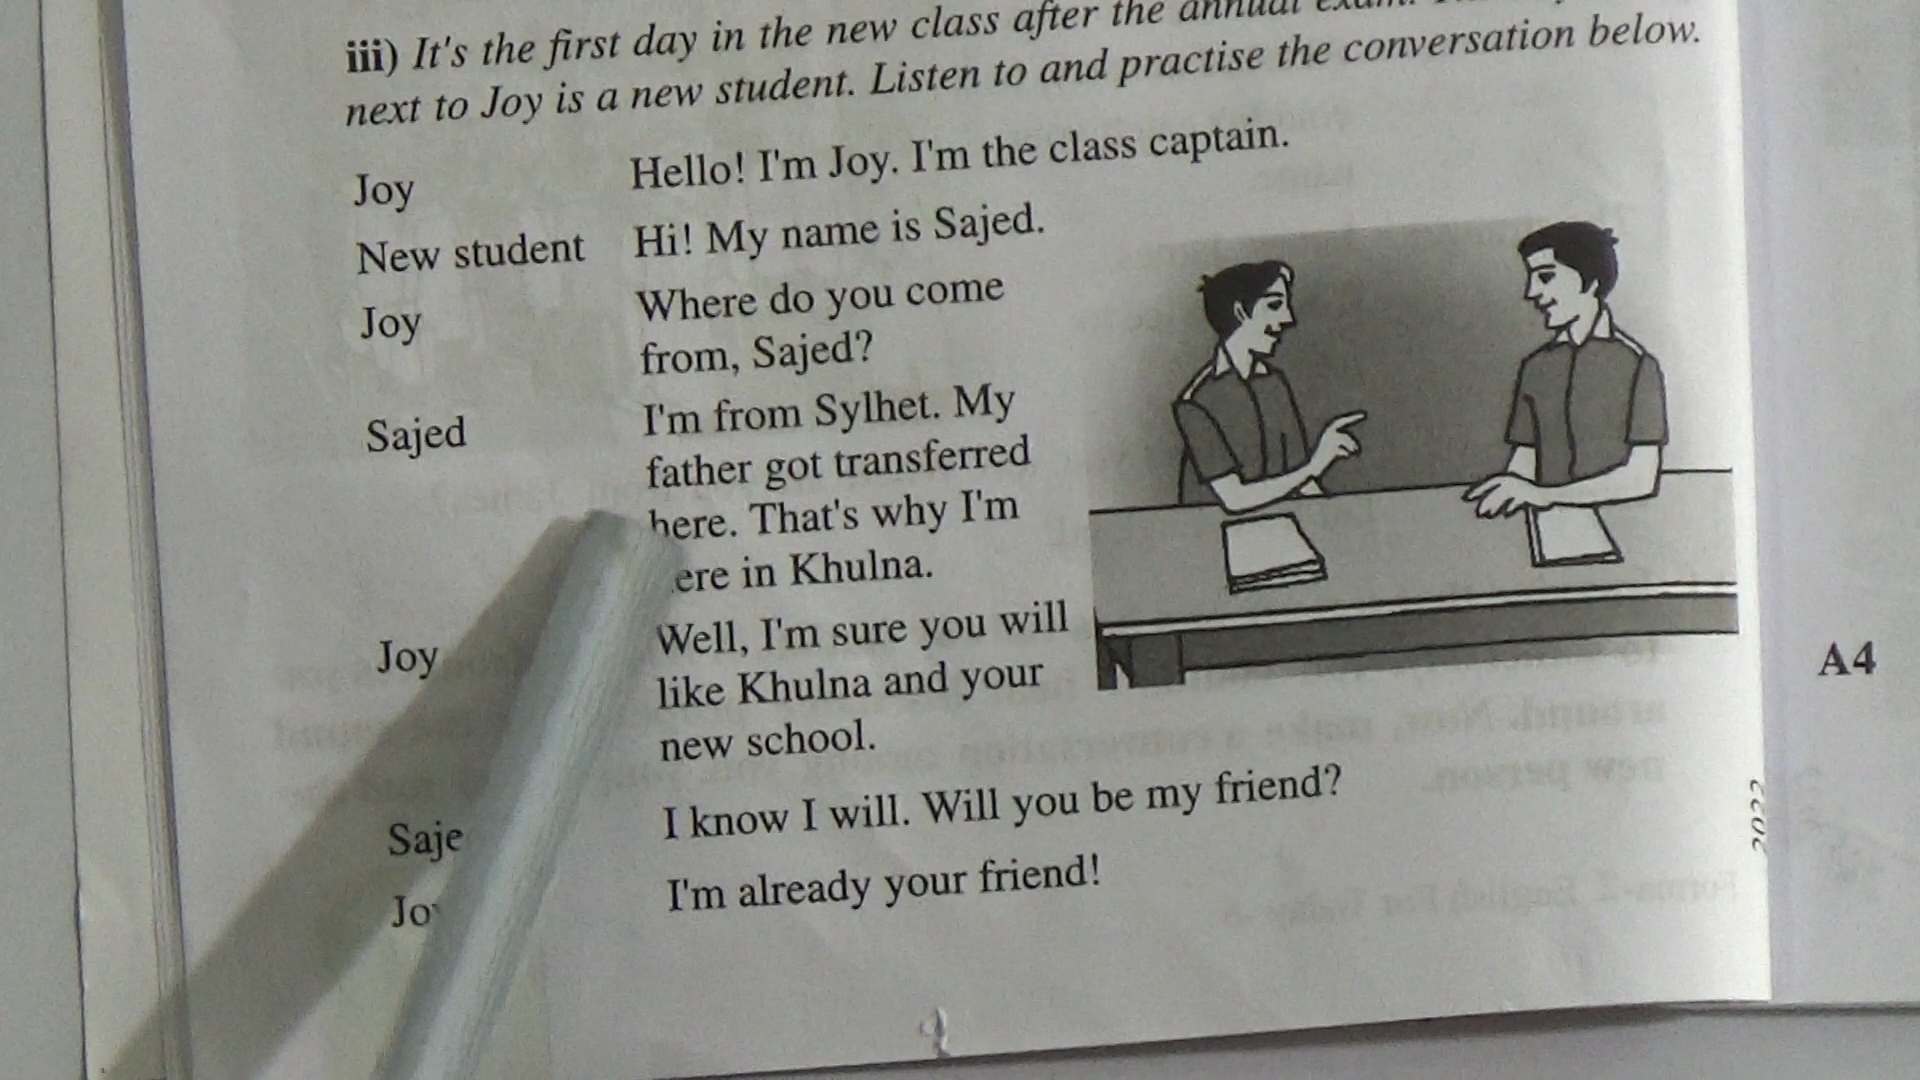 iii) It's the first day in the new class after the annual
next to Joy is a new student. Listen to and practise the conversation below.
Joy Hello! I'm Joy. I'm the class captain.
New student Hi! My name is Sajed.
Joy Where do you come
from, Sajed?
Sajed I'm from Sylhet. My
father got transferred
here. That's why I'm
ere in Khulna.
Joy Well, I'm sure you will
like Khulna and your
new school.
Saje I know I will. Will you be my friend?
Jo I'm already your friend!
A4
2022